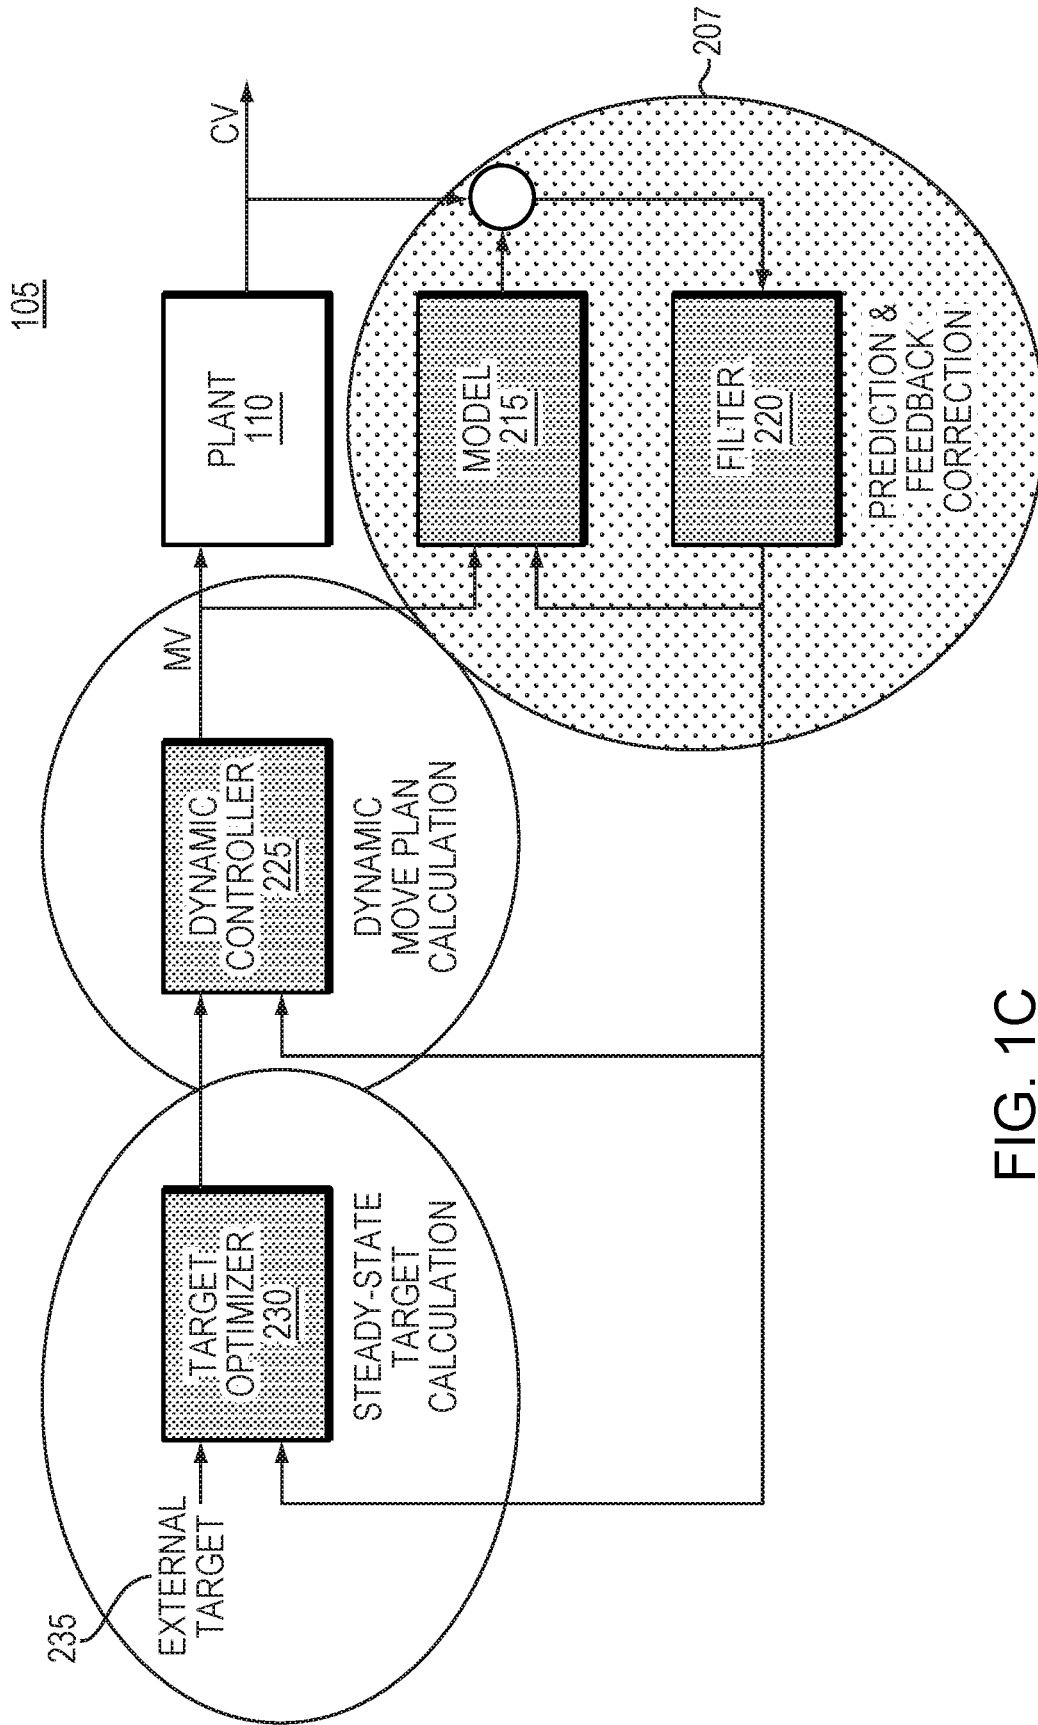 105
235
EXTERNAL
TARGET
TARGET
OPTIMIZER
230
STEADY-STATE
TARGET
CALCULATION
DYNAMIC
CONTROLLER
225
DYNAMIC
MOVE PLAN
CALCULATION
MV
PLANT
110
CV
MODEL
215
FILTER
220
PREDICTION &
FEEDBACK
CORRECTION
207
FIG. 1C